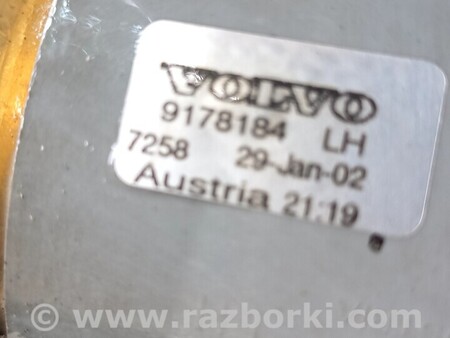 VOLVO
9178184 LH
7258 29-Jan-02
Austria 21:19
© www.razborki.com